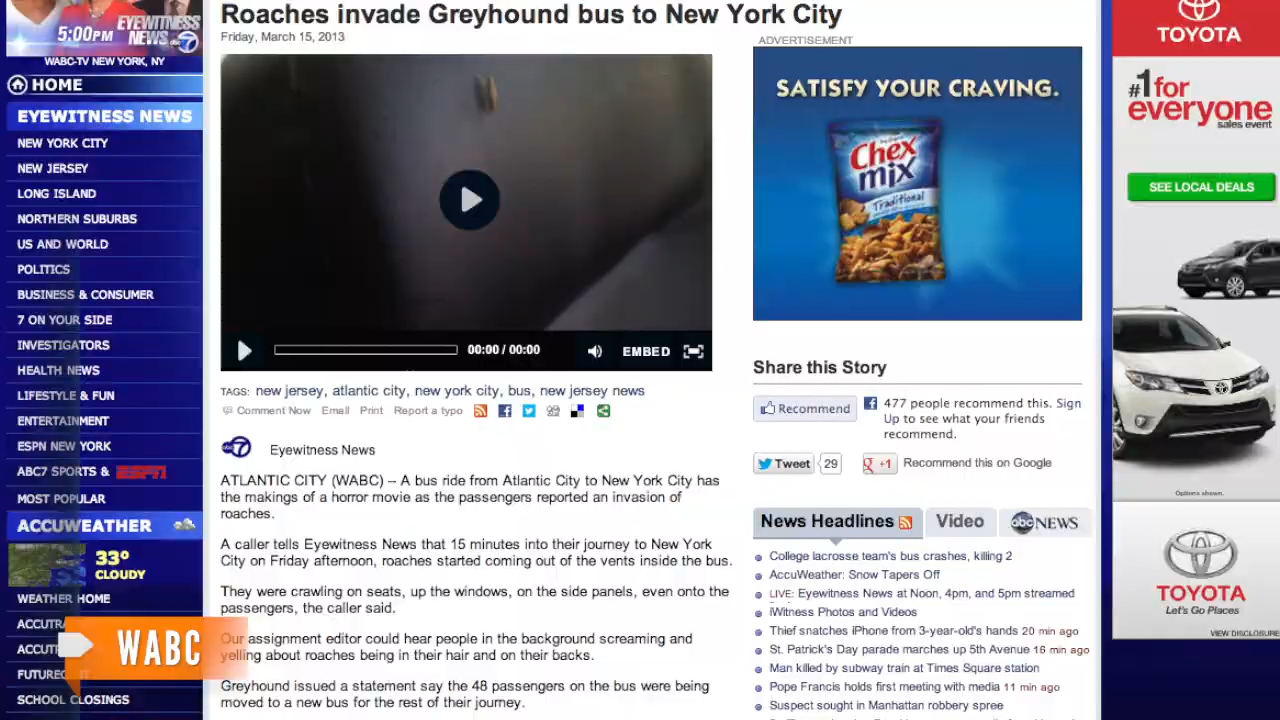 5:00PM EYEWITNESS NEWS abc 7
WABC-TV NEW YORK, NY
HOME
EYEWITNESS NEWS
NEW YORK CITY
NEW JERSEY
LONG ISLAND
NORTHERN SUBURBS
US AND WORLD
POLITICS
BUSINESS & CONSUMER
7 ON YOUR SIDE
INVESTIGATORS
HEALTH NEWS
LIFESTYLE & FUN
ENTERTAINMENT
ESPN NEW YORK
ABC7 SPORTS & ESPN
MOST POPULAR
ACCUWEATHER
33°
CLOUDY
WEATHER HOME
ACCUTRA
ACCUT
FUTUREC
SCHOOL CLOSINGS
WABC
Roaches invade Greyhound bus to New York City
Friday, March 15, 2013
00:00 / 00:00 EMBED
TAGS: new jersey, atlantic city, new york city, bus, new jersey news
Comment Now Email Print Report a typo
abc 7 Eyewitness News
ATLANTIC CITY (WABC) -- A bus ride from Atlantic City to New York City has
the makings of a horror movie as the passengers reported an invasion of
roaches.
A caller tells Eyewitness News that 15 minutes into their journey to New York
City on Friday afternoon, roaches started coming out of the vents inside the bus.
They were crawling on seats, up the windows, on the side panels, even onto the
passengers, the caller said.
Our assignment editor could hear people in the background screaming and
yelling about roaches being in their hair and on their backs.
Greyhound issued a statement say the 48 passengers on the bus were being
moved to a new bus for the rest of their journey.
ADVERTISEMENT
SATISFY YOUR CRAVING.
Chex
mix
Traditional
Share this Story
Recommend
477 people recommend this. Sign
Up to see what your friends
recommend.
Tweet 29 +1 Recommend this on Google
News Headlines Video abc NEWS
College lacrosse team's bus crashes, killing 2
AccuWeather: Snow Tapers Off
LIVE: Eyewitness News at Noon, 4pm, and 5pm streamed
iWitness Photos and Videos
Thief snatches iPhone from 3-year-old's hands 20 min ago
St. Patrick's Day parade marches up 5th Avenue 16 min ago
Man killed by subway train at Times Square station
Pope Francis holds first meeting with media 11 min ago
Suspect sought in Manhattan robbery spree
TOYOTA
#1 for
everyone
sales event
SEE LOCAL DEALS
Options shown.
TOYOTA
Let's Go Places
VIEW DISCLOSURE